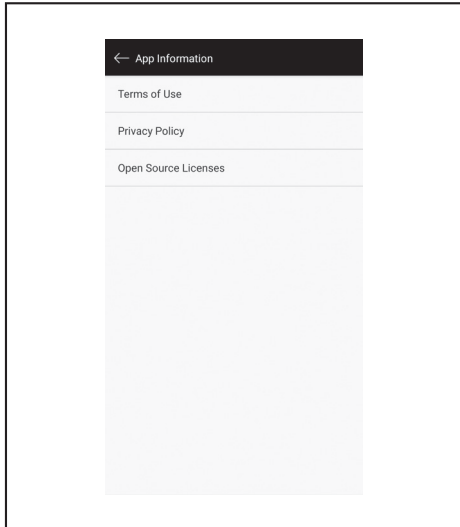 App Information
Terms of Use
Privacy Policy
Open Source Licenses